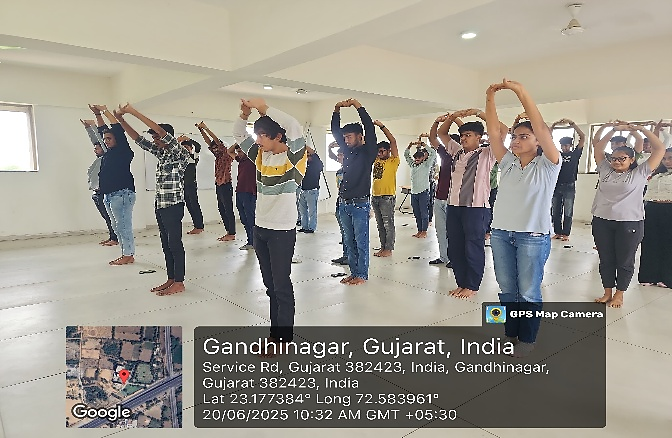 GPS Map Camera
Gandhinagar, Gujarat, India
Service Rd, Gujarat 382423, India, Gandhinagar,
Gujarat 382423, India
Lat 23.177384° Long 72.583961°
20/06/2025 10:32 AM GMT +05:30
Google